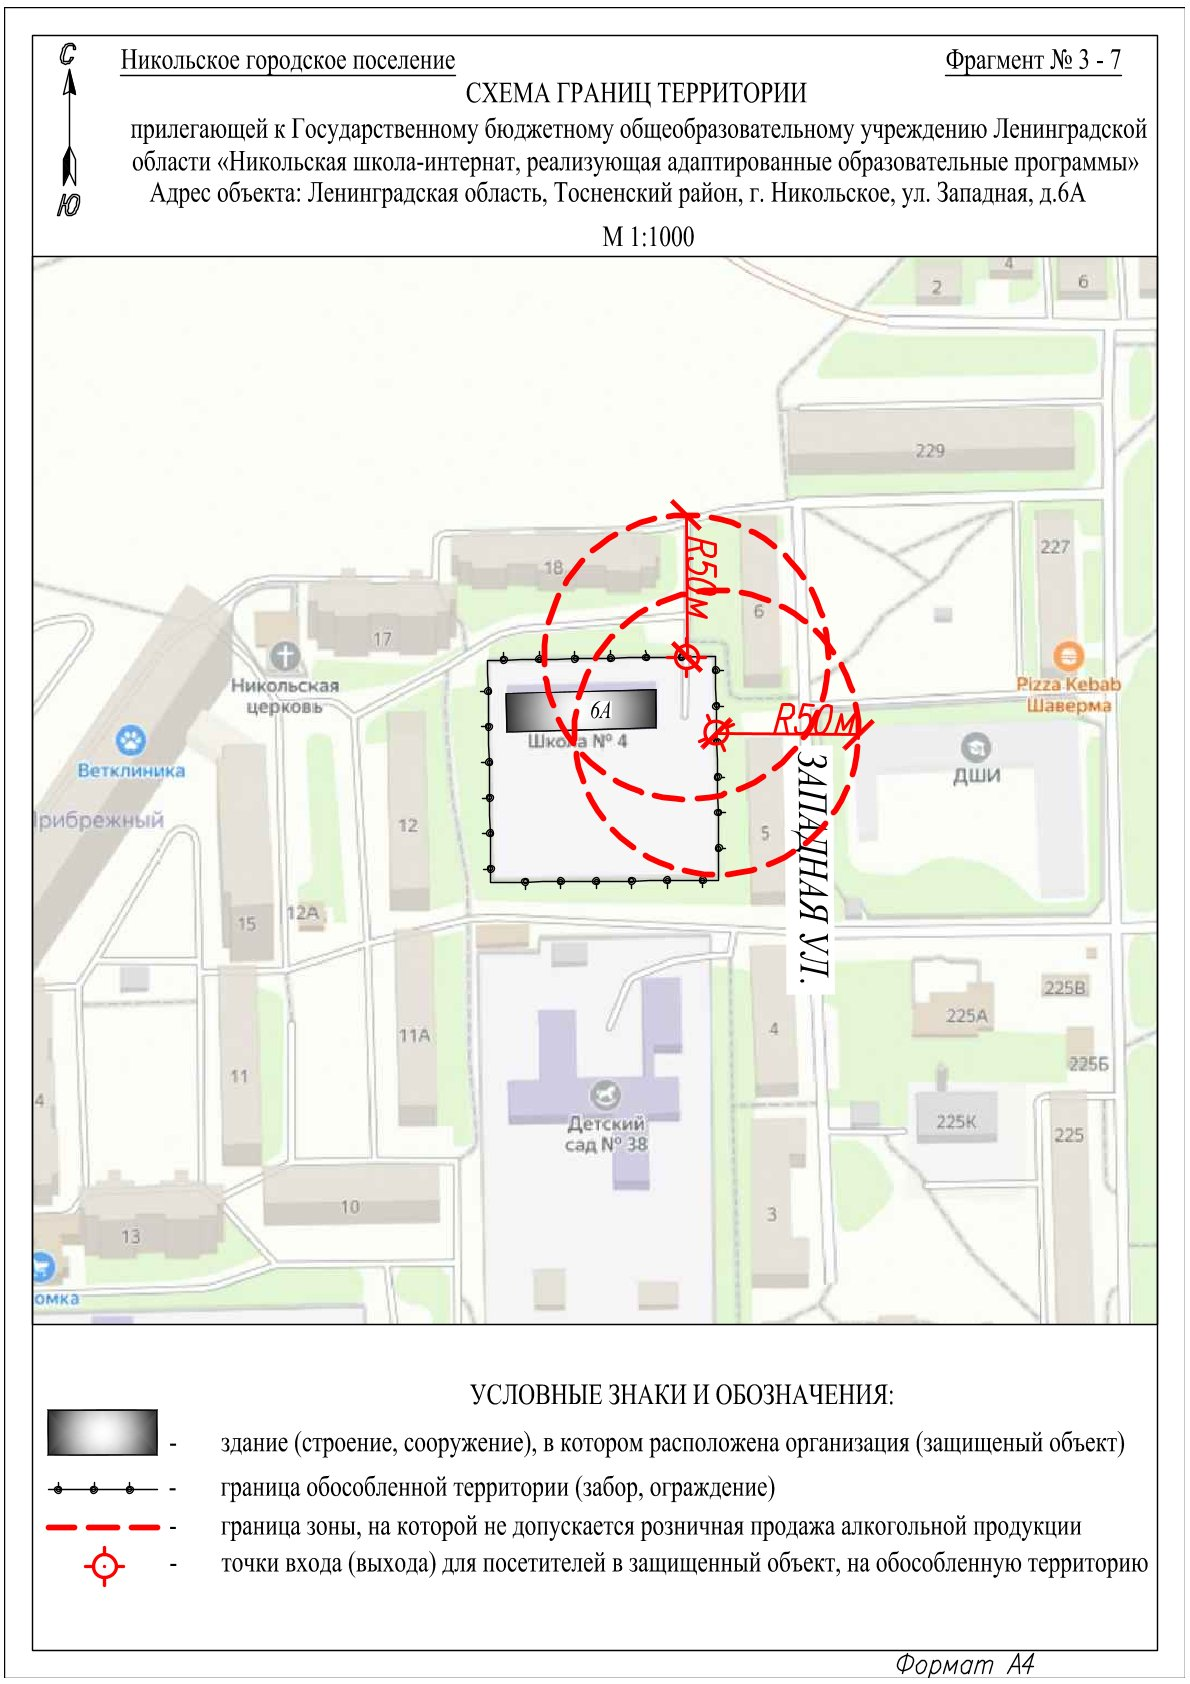 С
Ю
Никольское городское поселение
Фрагмент № 3 - 7
СХЕМА ГРАНИЦ ТЕРРИТОРИИ
прилегающей к Государственному бюджетному общеобразовательному учреждению Ленинградской
области «Никольская школа-интернат, реализующая адаптированные образовательные программы»
Адрес объекта: Ленинградская область, Тосненский район, г. Никольское, ул. Западная, д.6А
М 1:1000
2
4
6
229
227
18
6
17
R50м
Никольская
церковь
Pizza Kebab
Шаверма
6А
Школа № 4
R50м
Ветклиника
ДШИ
Прибрежный
12
5
ЗАПАДНАЯ УЛ.
12А
15
225В
225А
11А
4
225Б
11
4
Детский
сад № 38
225К
225
10
3
13
омка
УСЛОВНЫЕ ЗНАКИ И ОБОЗНАЧЕНИЯ:
- здание (строение, сооружение), в котором расположена организация (защищеный объект)
- граница обособленной территории (забор, ограждение)
- граница зоны, на которой не допускается розничная продажа алкогольной продукции
- точки входа (выхода) для посетителей в защищенный объект, на обособленную территорию
Формат А4